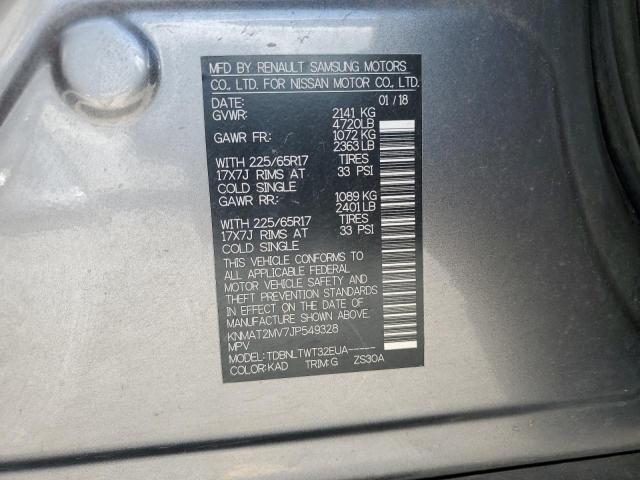 MFD BY RENAULT SAMSUNG MOTORS
CO., LTD. FOR NISSAN MOTOR CO., LTD.
DATE: 01 / 18
GVWR: 2141 KG
4720LB
GAWR FR: 1072 KG
2363 LB
WITH 225/65R17 TIRES
17X7J RIMS AT 33 PSI
COLD SINGLE
GAWR RR: 1089 KG
2401 LB
WITH 225/65R17 TIRES
17X7J RIMS AT 33 PSI
COLD SINGLE
THIS VEHICLE CONFORMS TO
ALL APPLICABLE FEDERAL
MOTOR VEHICLE SAFETY AND
THEFT PREVENTION STANDARDS
IN EFFECT ON THE DATE OF
MANUFACTURE SHOWN ABOVE.
KNMAT2MV7JP549328
MPV
MODEL: TDBNLTWT32EUA------
COLOR: KAD TRIM: G ZS30A